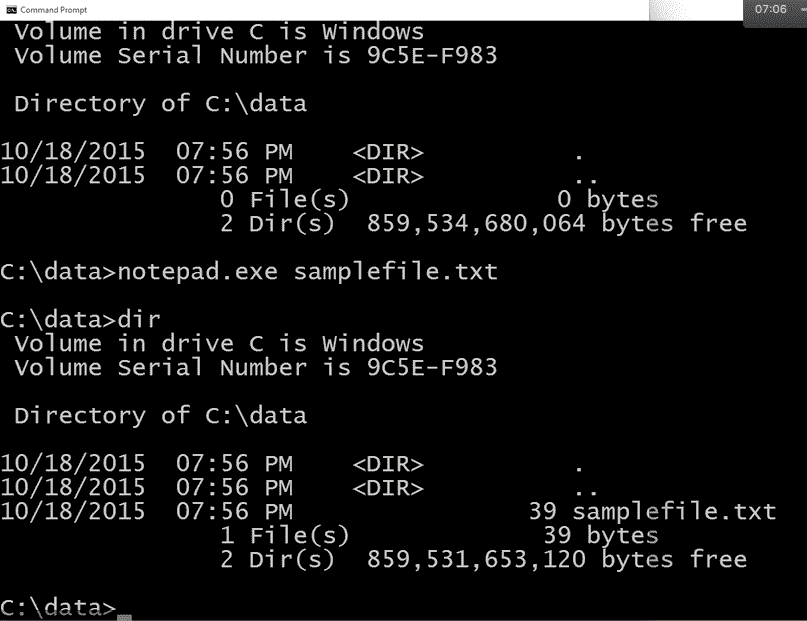 Command Prompt
07:06
Volume in drive C is Windows
Volume Serial Number is 9C5E-F983
Directory of C:\data
10/18/2015  07:56 PM    <DIR>          .
10/18/2015  07:56 PM    <DIR>          ..
0 File(s)              0 bytes
2 Dir(s)  859,534,680,064 bytes free
C:\data>notepad.exe samplefile.txt
C:\data>dir
Volume in drive C is Windows
Volume Serial Number is 9C5E-F983
Directory of C:\data
10/18/2015  07:56 PM    <DIR>          .
10/18/2015  07:56 PM    <DIR>          ..
10/18/2015  07:56 PM                39 samplefile.txt
1 File(s)             39 bytes
2 Dir(s)  859,531,653,120 bytes free
C:\data>